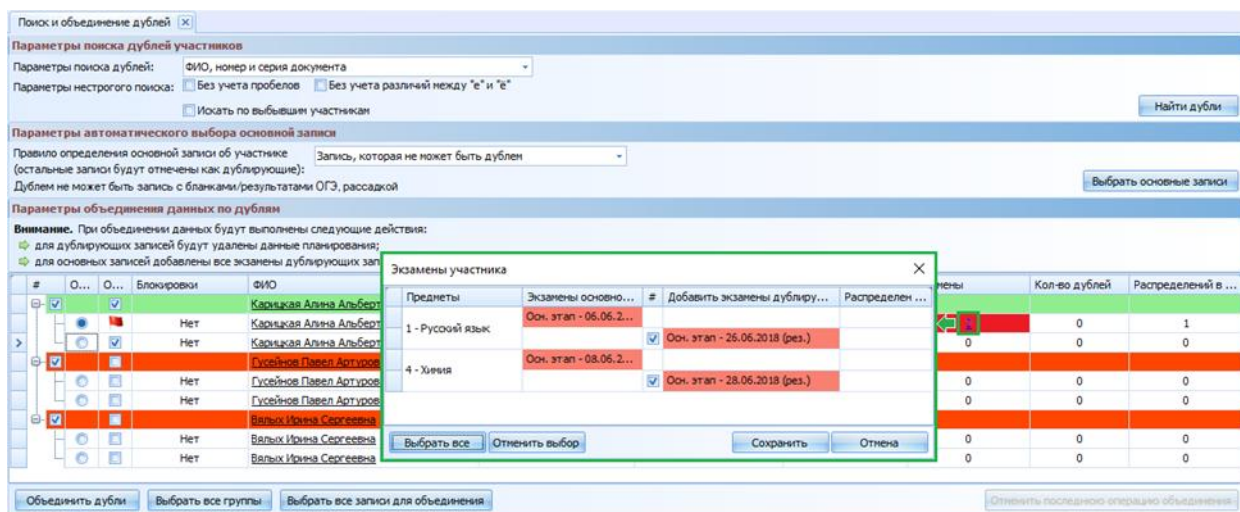 Поиск и объединение дублей
Параметры поиска дублей участников
Параметры поиска дублей: ФИО, номер и серия документа
Параметры нестрогого поиска: Без учета пробелов Без учета различий между "е" и "ё"
Искать по выбывшим участникам
Найти дубли
Параметры автоматического выбора основной записи
Правило определения основной записи об участнике Запись, которая не может быть дублем
(остальные записи будут отмечены как дублирующие):
Дублем не может быть запись с бланками/результатами ОГЭ, рассадкой
Выбрать основные записи
Параметры объединения данных по дублям
Внимание. При объединении данных будут выполнены следующие действия:
для дублирующих записей будут удалены данные планирования;
для основных записей добавлены все экзамены дублирующих зап
Экзамены участника
# О... О... Блокировки ФИО мены Кол-во дублей Распределений в ...
Предметы Экзамены основно... # Добавить экзамены дублиру... Распределен ...
Карицкая Алина Альберт
1 - Русский язык Осн. этап - 06.06.2...
Осн. этап - 26.06.2018 (рез.)
4 - Химия Осн. этап - 08.06.2...
Осн. этап - 28.06.2018 (рез.)
Нет Карицкая Алина Альберт 0 1
Нет Карицкая Алина Альберт 0 0 0
Гусейнов Павел Артуров
Нет Гусейнов Павел Артуров 0 0 0
Нет Гусейнов Павел Артуров 0 0 0
Вялых Ирина Сергеевна
Выбрать все Отменить выбор Сохранить Отмена
Нет Вялых Ирина Сергеевна 0 0 0
Нет Вялых Ирина Сергеевна 0 0 0
Объединить дубли Выбрать все группы Выбрать все записи для объединения Отменить последнюю операцию объединения